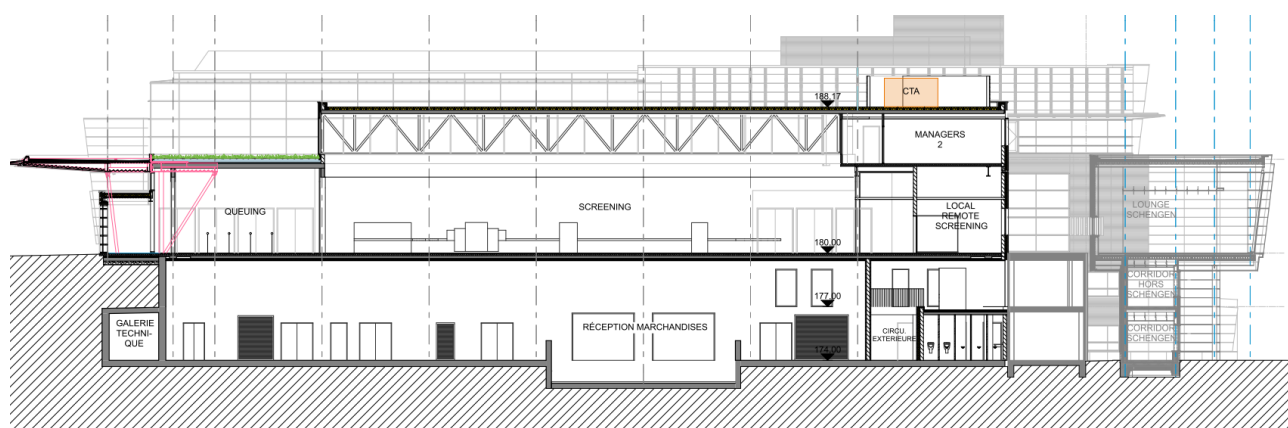 CTA
188.17
MANAGERS
2
QUEUING
SCREENING
LOCAL
REMOTE
SCREENING
LOUNGE
SCHENGEN
180.00
CORRIDOR
HORS
SCHENGEN
177.00
GALERIE
TECHNI-
QUE
RÉCEPTION MARCHANDISES
CIRCU.
EXTERIEURE
CORRIDOR
SCHENGEN
174.00